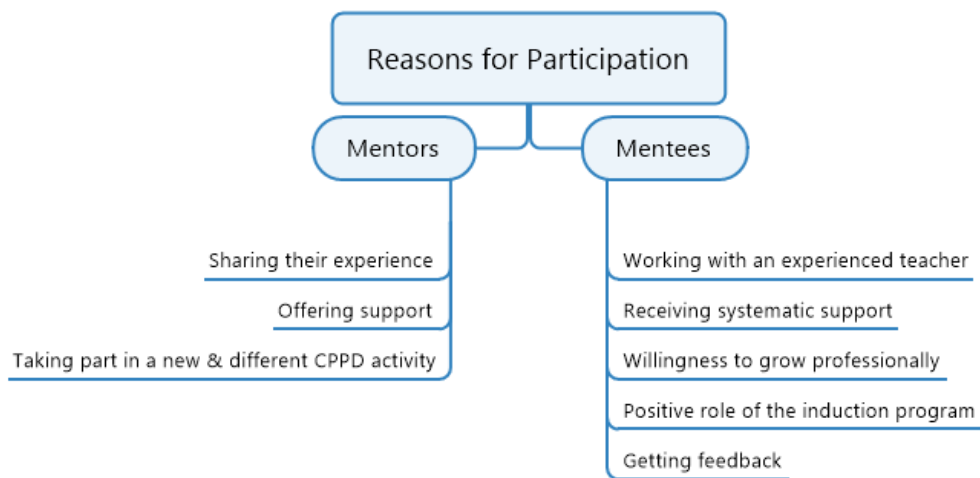 Reasons for Participation
Mentors
Mentees
Sharing their experience
Offering support
Taking part in a new & different CPPD activity
Working with an experienced teacher
Receiving systematic support
Willingness to grow professionally
Positive role of the induction program
Getting feedback